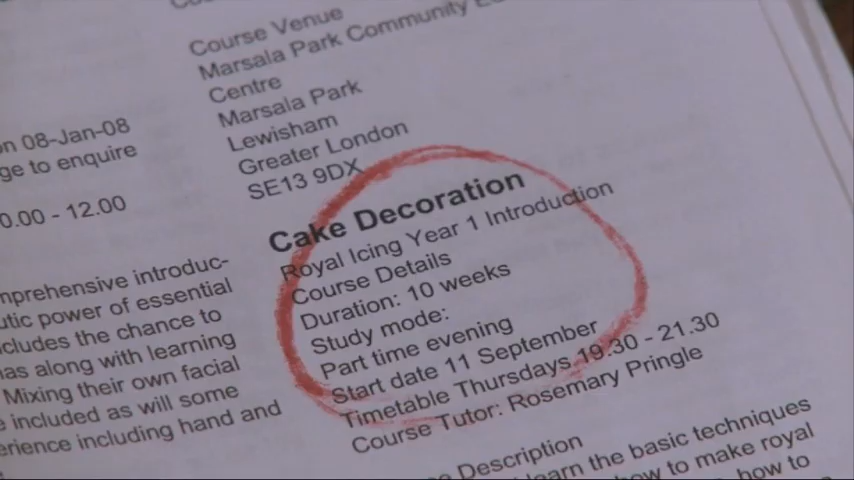 Course Venue
Marsala Park Community
Centre
Marsala Park
Lewisham
Greater London
SE13 9DX
Cake Decoration
Royal Icing Year 1 Introduction
Course Details
Duration: 10 weeks
Study mode:
Part time evening
Start date 11 September
Timetable Thursdays 19.30 - 21.30
Course Tutor: Rosemary Pringle
Description
learn the basic techniques
how to make royal
how to
on 08-Jan-08
ge to enquire
0.00 - 12.00
mprehensive introduc-
utic power of essential
cludes the chance to
has along with learning
Mixing their own facial
e included as will some
erience including hand and